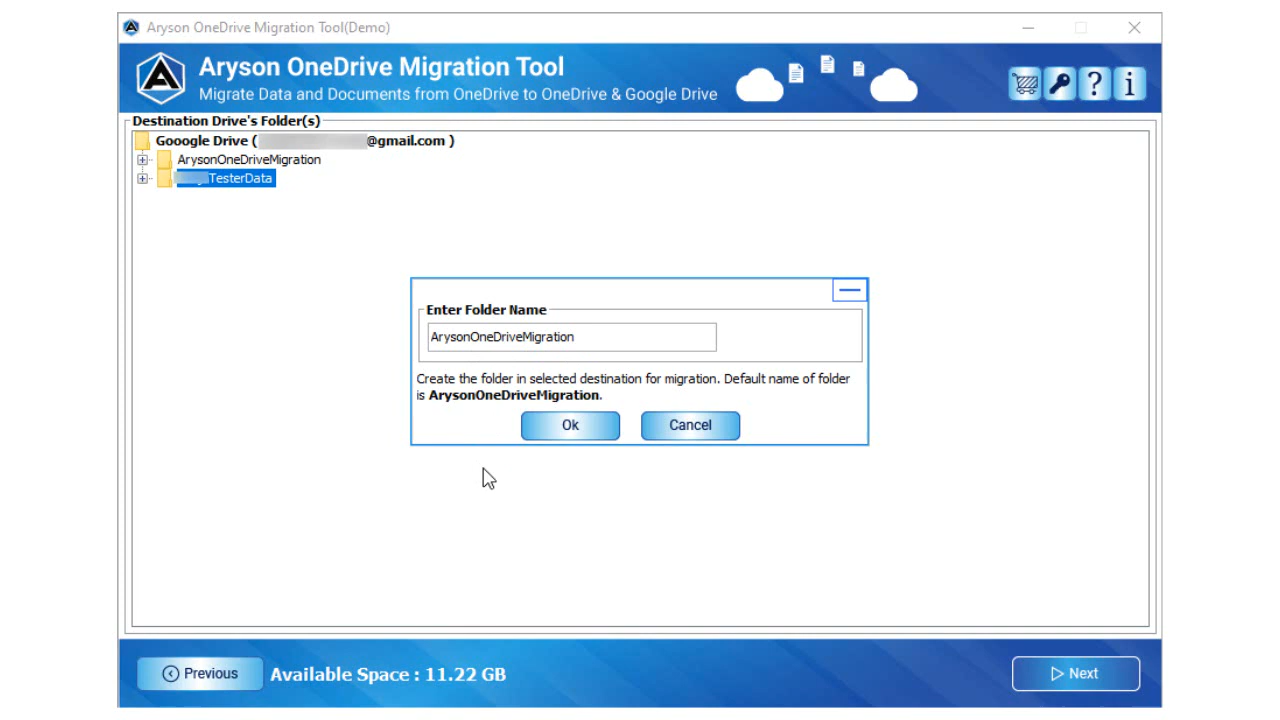 Aryson OneDrive Migration Tool(Demo)
Aryson OneDrive Migration Tool
Migrate Data and Documents from OneDrive to OneDrive & Google Drive
Destination Drive's Folder(s)
Gooogle Drive ( @gmail.com )
ArysonOneDriveMigration
TesterData
Enter Folder Name
ArysonOneDriveMigration
Create the folder in selected destination for migration. Default name of folder
is ArysonOneDriveMigration.
Ok Cancel
Previous Available Space : 11.22 GB Next